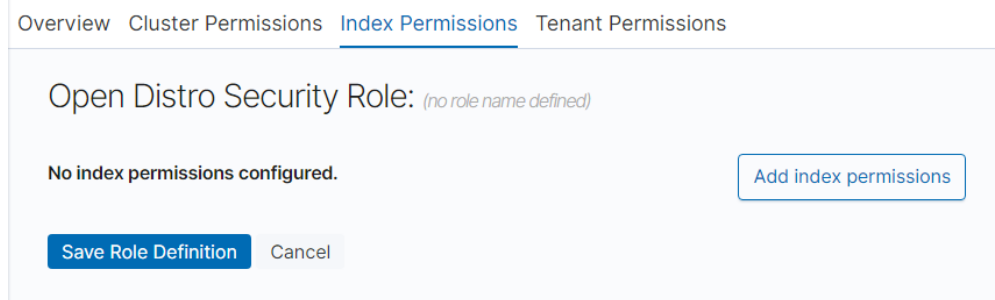 Overview Cluster Permissions Index Permissions Tenant Permissions
Open Distro Security Role: (no role name defined)
No index permissions configured. Add index permissions
Save Role Definition Cancel